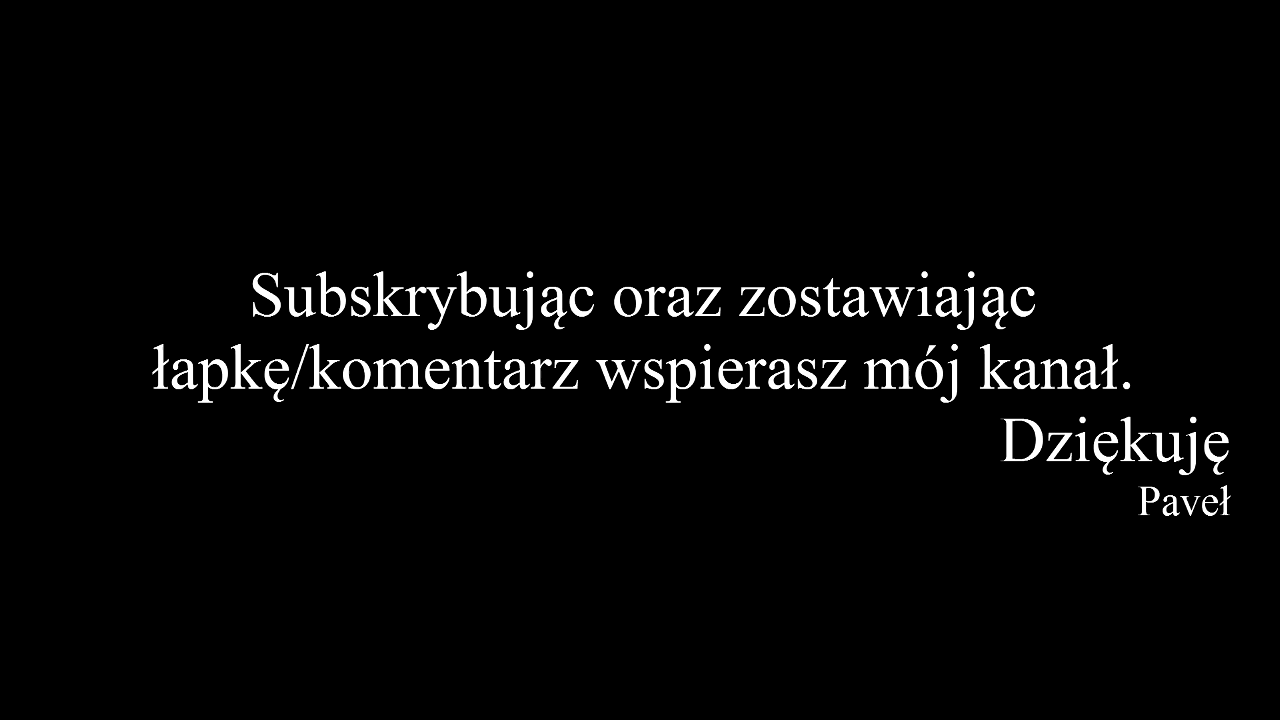 Subskrybując oraz zostawiając
łapkę/komentarz wspierasz mój kanał.
Dziękuję
Paveł